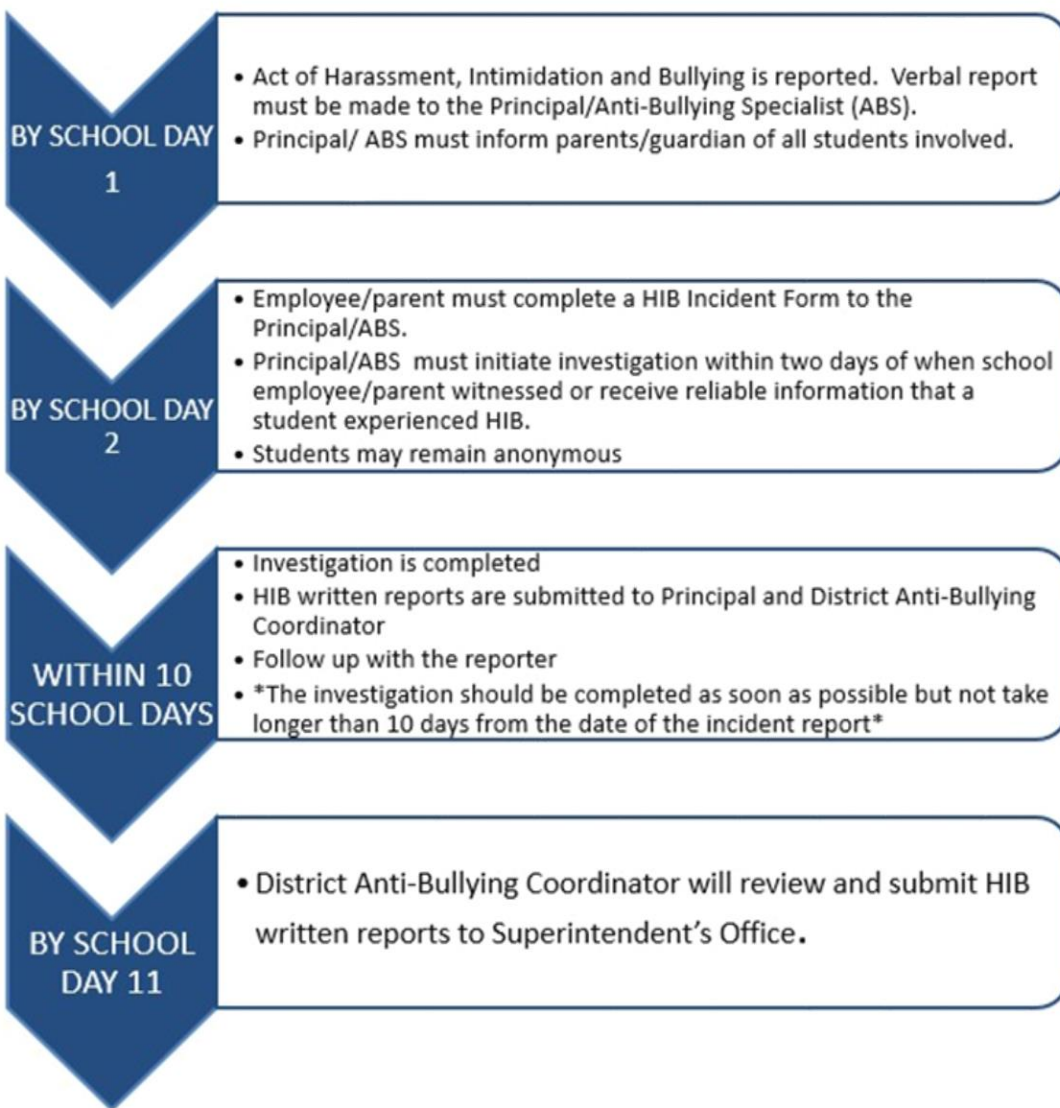 BY SCHOOL DAY
1
• Act of Harassment, Intimidation and Bullying is reported.  Verbal report
must be made to the Principal/Anti-Bullying Specialist (ABS).
• Principal/ ABS must inform parents/guardian of all students involved.
BY SCHOOL DAY
2
• Employee/parent must complete a HIB Incident Form to the
Principal/ABS.
• Principal/ABS  must initiate investigation within two days of when school
employee/parent witnessed or receive reliable information that a
student experienced HIB.
• Students may remain anonymous
WITHIN 10
SCHOOL DAYS
• Investigation is completed
• HIB written reports are submitted to Principal and District Anti-Bullying
Coordinator
• Follow up with the reporter
• *The investigation should be completed as soon as possible but not take
longer than 10 days from the date of the incident report*
BY SCHOOL
DAY 11
• District Anti-Bullying Coordinator will review and submit HIB
written reports to Superintendent’s Office.